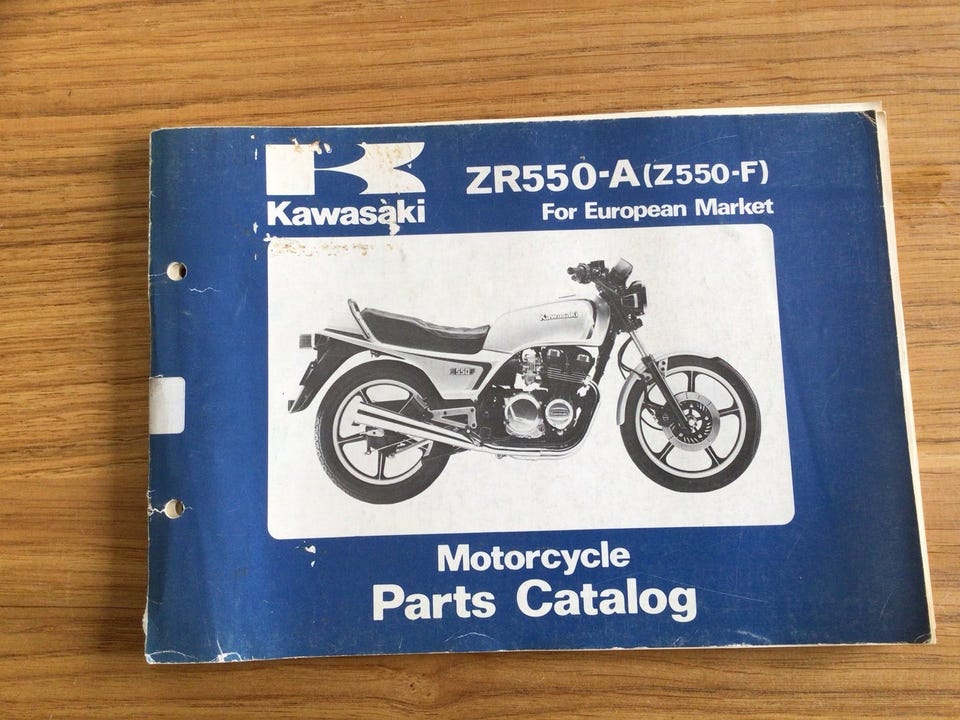 Kawasaki
ZR550-A (Z550-F)
For European Market
Kawasaki
550
Motorcycle
Parts Catalog